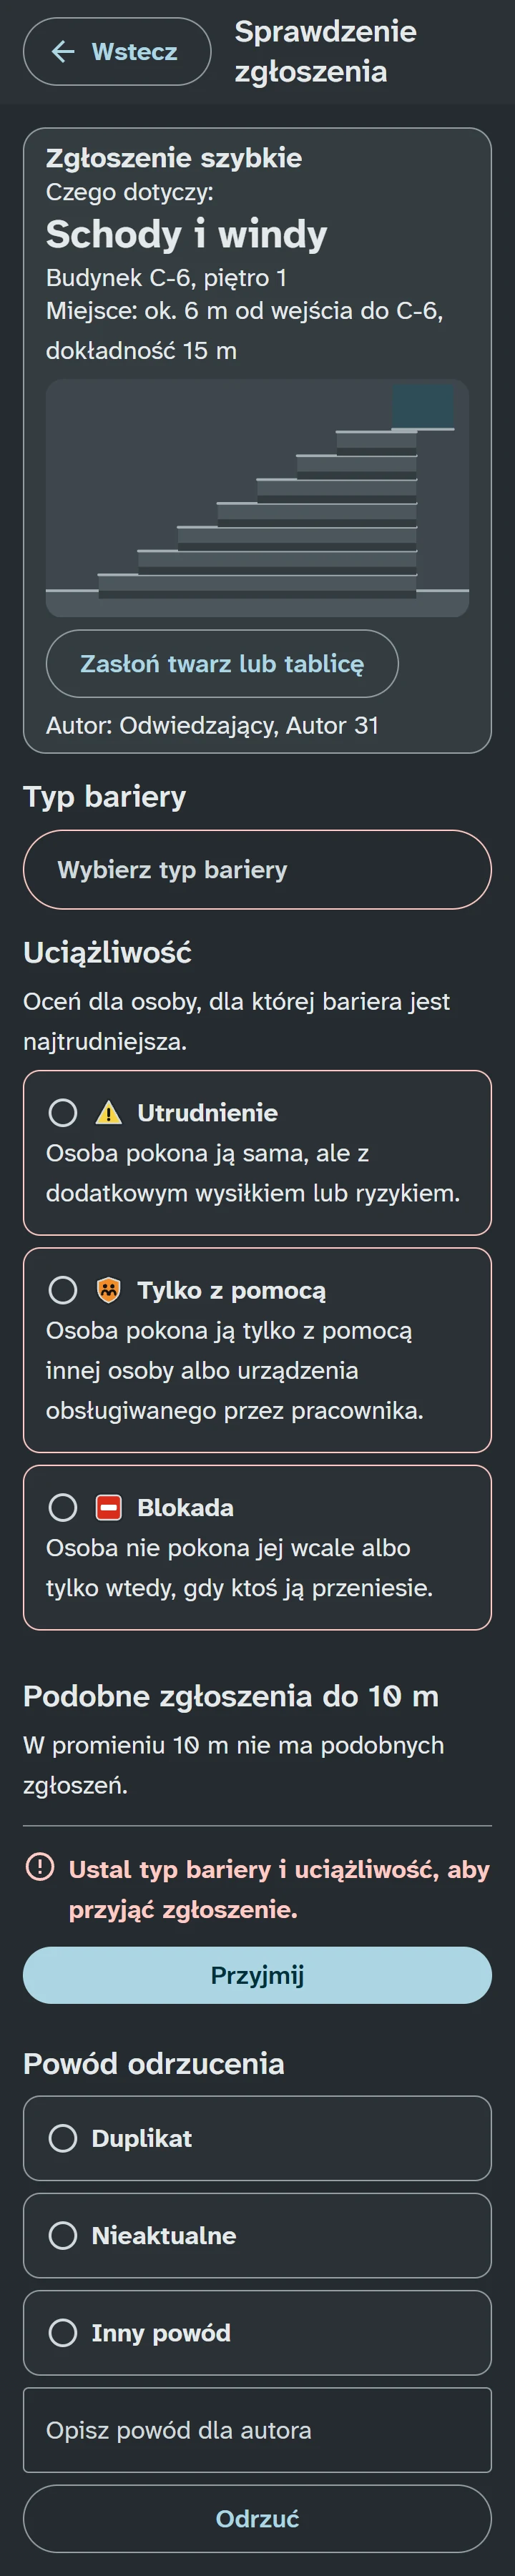 Wstecz
Sprawdzenie
zgłoszenia
Zgłoszenie szybkie
Czego dotyczy:
Schody i windy
Budynek C-6, piętro 1
Miejsce: ok. 6 m od wejścia do C-6,
dokładność 15 m
Zasłoń twarz lub tablicę
Autor: Odwiedzający, Autor 31
Typ bariery
Wybierz typ bariery
Uciążliwość
Oceń dla osoby, dla której bariera jest
najtrudniejsza.
Utrudnienie
Osoba pokona ją sama, ale z
dodatkowym wysiłkiem lub ryzykiem.
Tylko z pomocą
Osoba pokona ją tylko z pomocą
innej osoby albo urządzenia
obsługiwanego przez pracownika.
Blokada
Osoba nie pokona jej wcale albo
tylko wtedy, gdy ktoś ją przeniesie.
Podobne zgłoszenia do 10 m
W promieniu 10 m nie ma podobnych
zgłoszeń.
Ustal typ bariery i uciążliwość, aby
przyjąć zgłoszenie.
Przyjmij
Powód odrzucenia
Duplikat
Nieaktualne
Inny powód
Opisz powód dla autora
Odrzuć